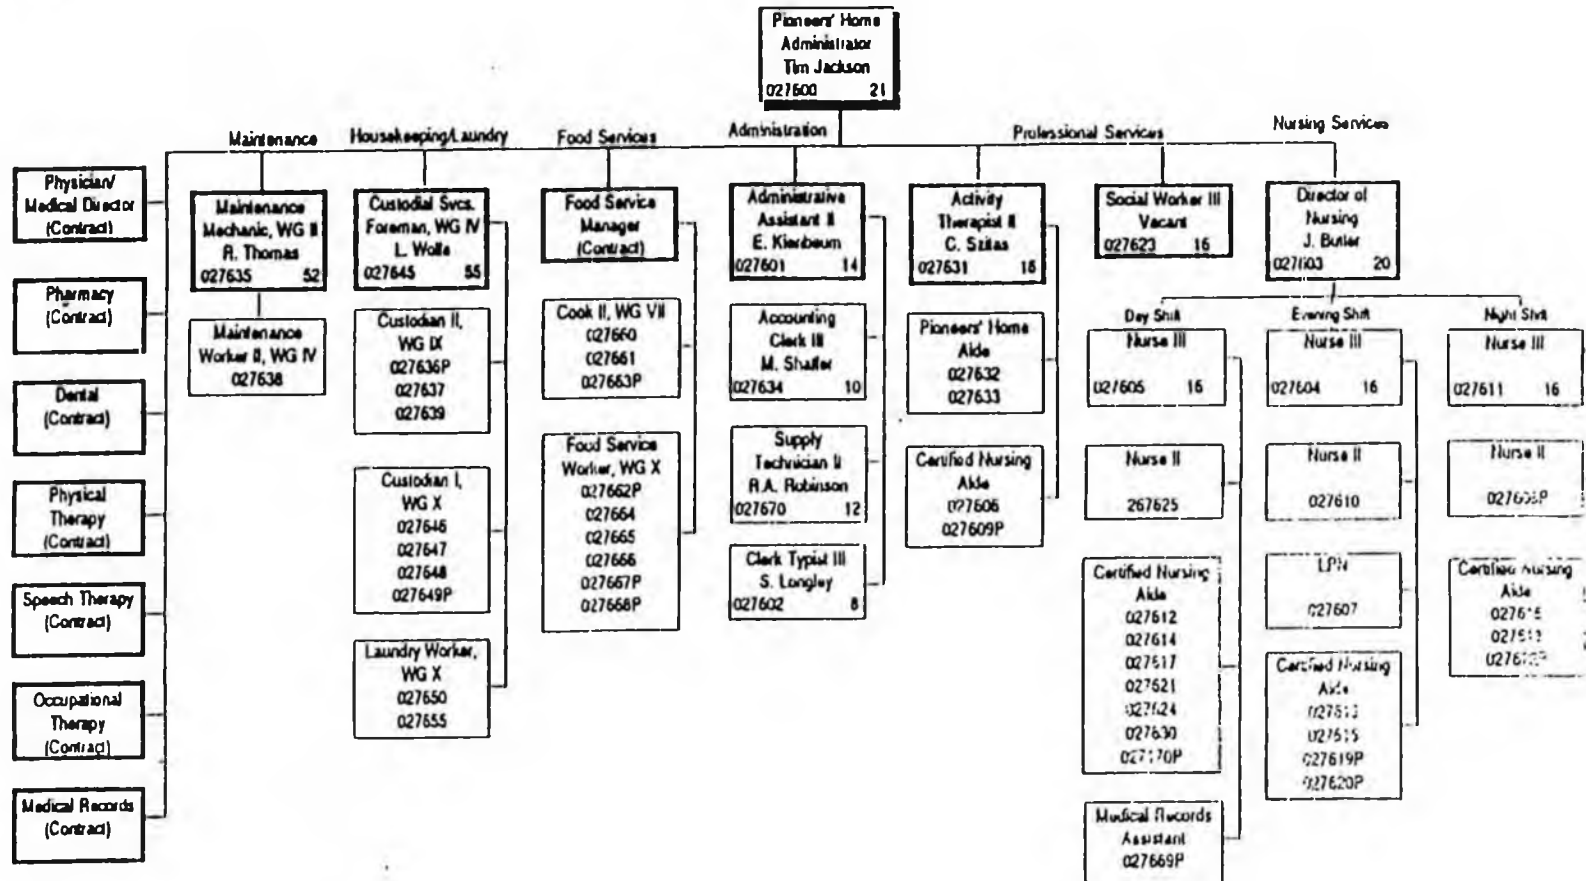 Pioneers' Home
Administrator
Tim Jackson
027600 21
Maintenance
Housekeeping/Laundry
Food Services
Administration
Professional Services
Nursing Services
Physician/
Medical Director
(Contract)
Pharmacy
(Contract)
Dental
(Contract)
Physical
Therapy
(Contract)
Speech Therapy
(Contract)
Occupational
Therapy
(Contract)
Medical Records
(Contract)
Maintenance
Mechanic, WG II
R. Thomas
027635 52
Maintenance
Worker II, WG IV
027638
Custodial Svcs.
Foreman, WG IV
L. Wolfe
027645 55
Custodian II,
WG IX
027636P
027637
027639
Custodian I,
WG X
027646
027647
027648
027649P
Laundry Worker,
WG X
027650
027655
Food Service
Manager
(Contract)
Cook II, WG VII
027660
027661
027663P
Food Service
Worker, WG X
027662P
027664
027665
027666
027667P
027668P
Administrative
Assistant II
E. Kienbaum
027601 14
Accounting
Clerk III
M. Shaffer
027634 10
Supply
Technician II
R.A. Robinson
027670 12
Clerk Typist III
S. Longley
027602 8
Activity
Therapist II
C. Szitas
027631 16
Pioneers' Home
Aide
027632
027633
Certified Nursing
Aide
027606
027609P
Social Worker III
Vacant
027623 16
Director of
Nursing
J. Butler
027603 20
Day Shift
Nurse III
027605 16
Nurse II
267625
Certified Nursing
Aide
027612
027614
027617
027621
027624
027630
Medical Records
Assistant
027669P
Evening Shift
Nurse III
027604 16
Nurse II
027610
LPN
027607
Certified Nursing
Aide
027615
027619P
027620P
Night Shift
Nurse III
027611 16
Nurse II
Certified Nursing
Aide